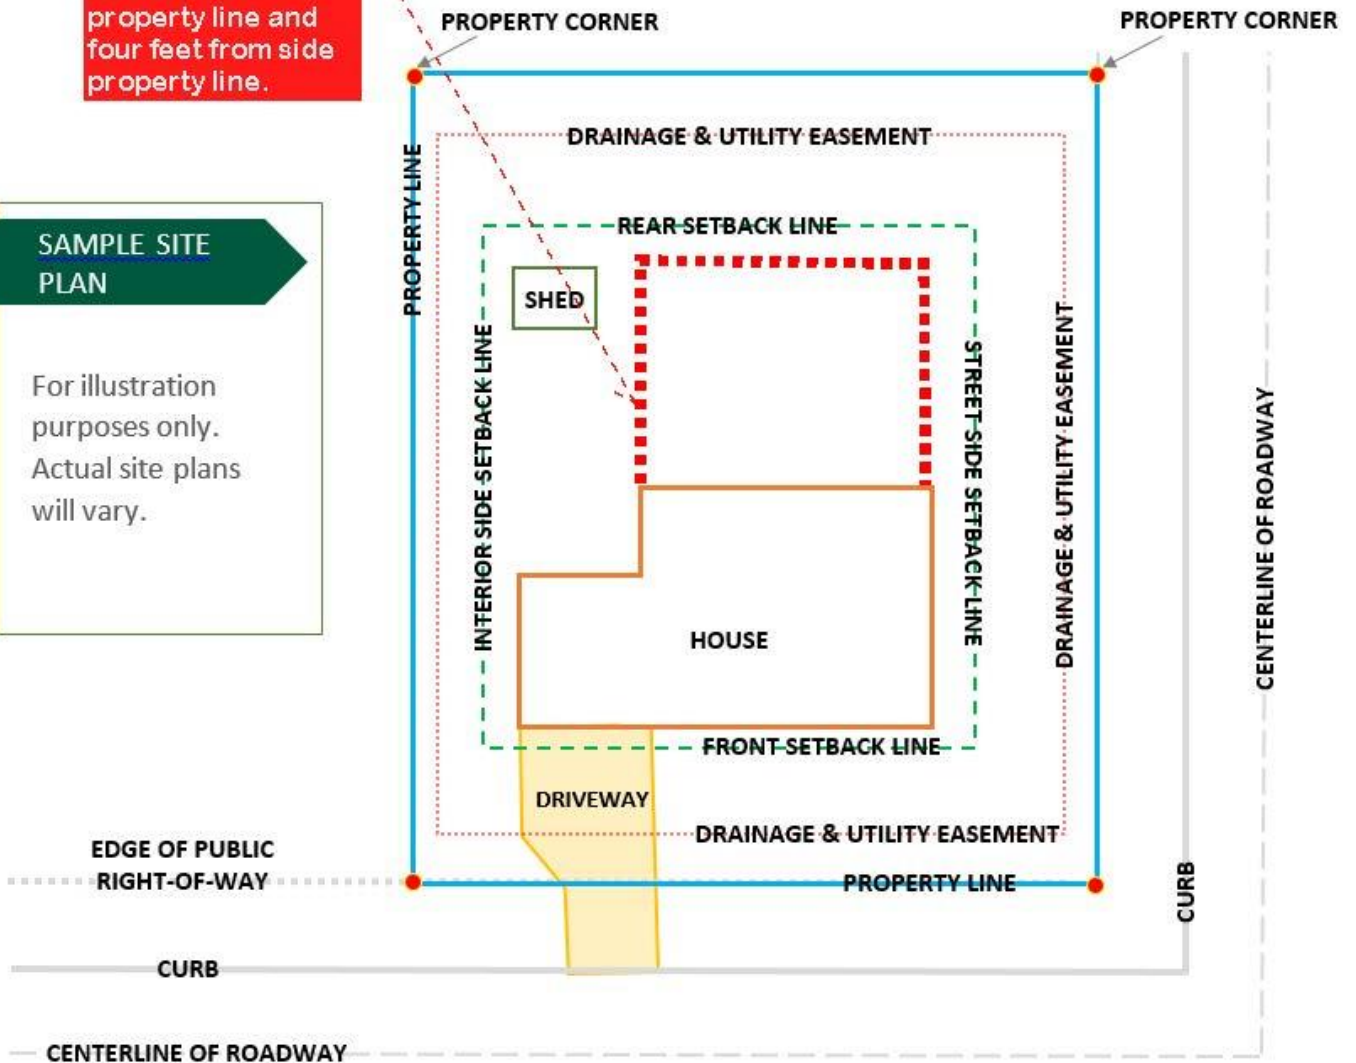 property line and
four feet from side
property line.
PROPERTY CORNER
PROPERTY CORNER
DRAINAGE & UTILITY EASEMENT
PROPERTY LINE
REAR SETBACK LINE
SAMPLE SITE
PLAN
SHED
For illustration
purposes only.
Actual site plans
will vary.
INTERIOR SIDE SETBACK LINE
STREET SIDE SETBACK LINE
DRAINAGE & UTILITY EASEMENT
CENTERLINE OF ROADWAY
HOUSE
FRONT SETBACK LINE
DRIVEWAY
DRAINAGE & UTILITY EASEMENT
EDGE OF PUBLIC
RIGHT-OF-WAY
PROPERTY LINE
CURB
CURB
CENTERLINE OF ROADWAY